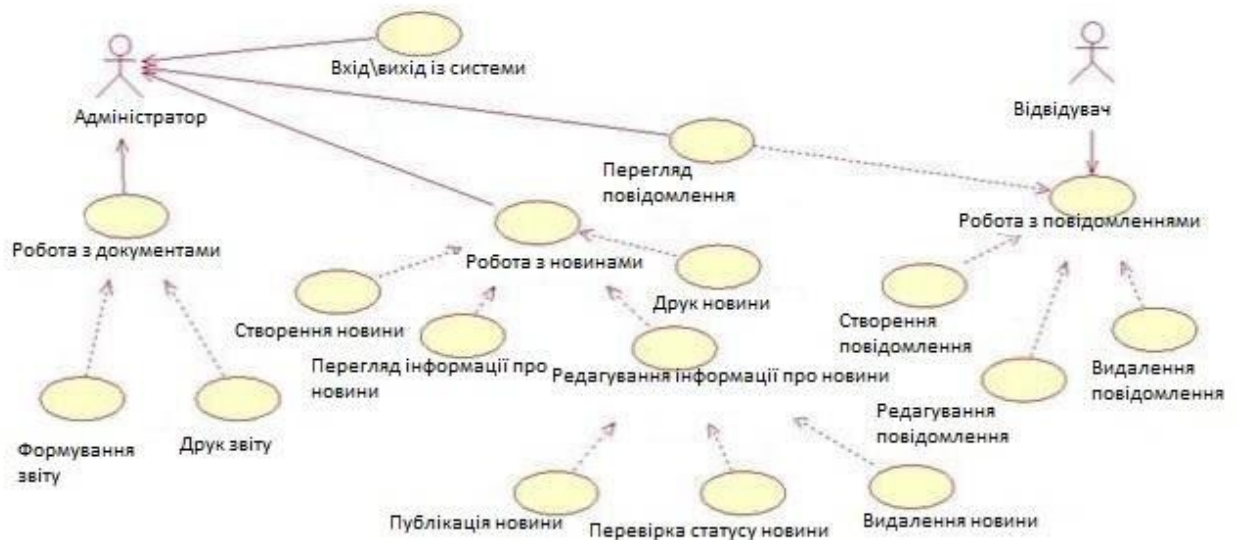 Вхід\вихід із системи
Адміністратор
Відвідувач
Перегляд
повідомлення
Робота з документами
Робота з новинами
Робота з повідомленнями
Створення новини
Друк новини
Створення
повідомлення
Перегляд інформації про
новини
Редагування інформації про новини
Видалення
повідомлення
Редагування
повідомлення
Формування
звіту
Друк звіту
Публікація новини
Перевірка статусу новини
Видалення новини